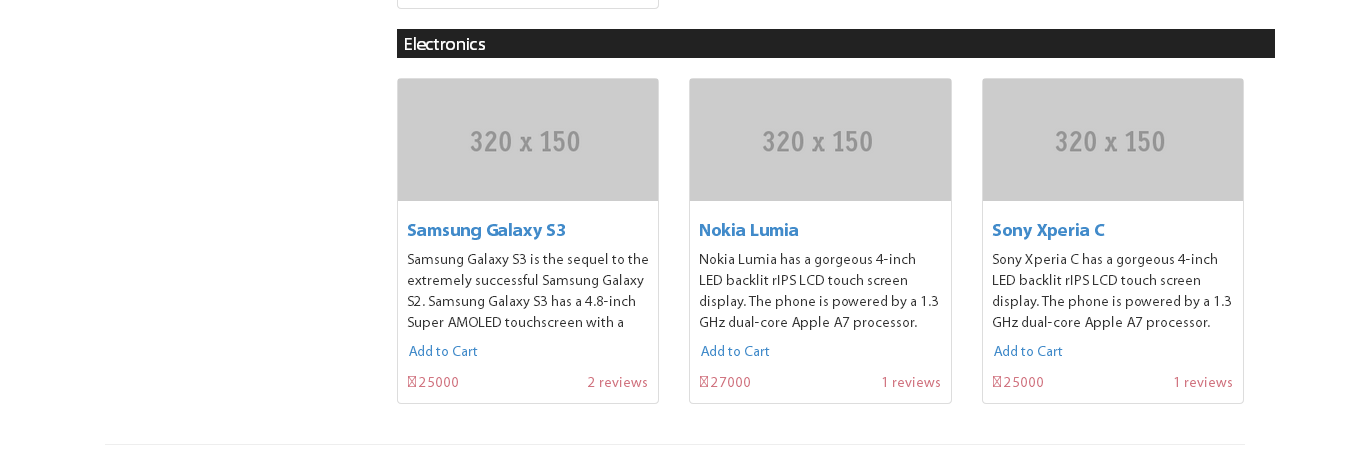 Electronics
320 x 150
320 x 150
320 x 150
Samsung Galaxy S3
Samsung Galaxy S3 is the sequel to the
extremely successful Samsung Galaxy
S2. Samsung Galaxy S3 has a 4.8-inch
Super AMOLED touchscreen with a
Add to Cart
25000
2 reviews
Nokia Lumia
Nokia Lumia has a gorgeous 4-inch
LED backlit rIPS LCD touch screen
display. The phone is powered by a 1.3
GHz dual-core Apple A7 processor.
Add to Cart
27000
1 reviews
Sony Xperia C
Sony Xperia C has a gorgeous 4-inch
LED backlit rIPS LCD touch screen
display. The phone is powered by a 1.3
GHz dual-core Apple A7 processor.
Add to Cart
25000
1 reviews